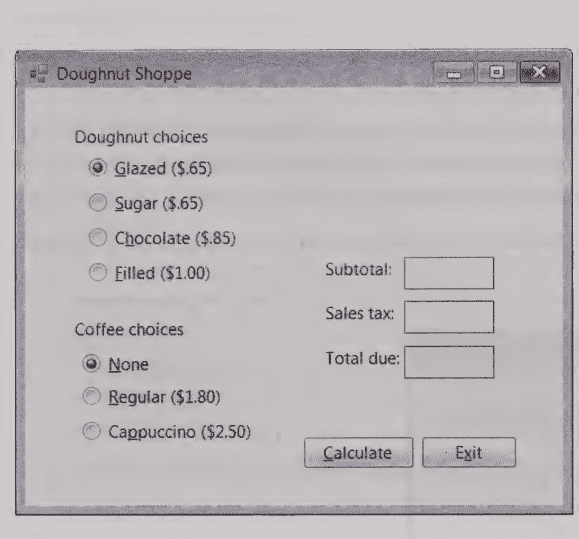 Doughnut Shoppe
Doughnut choices
Glazed ($.65)
Sugar ($.65)
Chocolate ($.85)
Filled ($1.00)
Coffee choices
None
Regular ($1.80)
Cappuccino ($2.50)
Subtotal:
Sales tax:
Total due:
Calculate
Exit